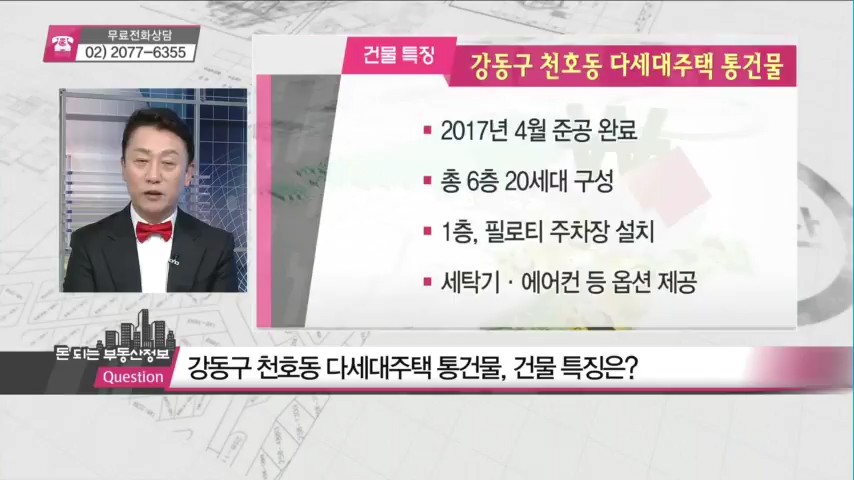 무료전화상담
02) 2077-6355
건물 특징
강동구 천호동 다세대주택 통건물
2017년 4월 준공 완료
총 6층 20세대 구성
1층, 필로티 주차장 설치
세탁기 · 에어컨 등 옵션 제공
돈 되는 부동산정보
Question
강동구 천호동 다세대주택 통건물, 건물 특징은?